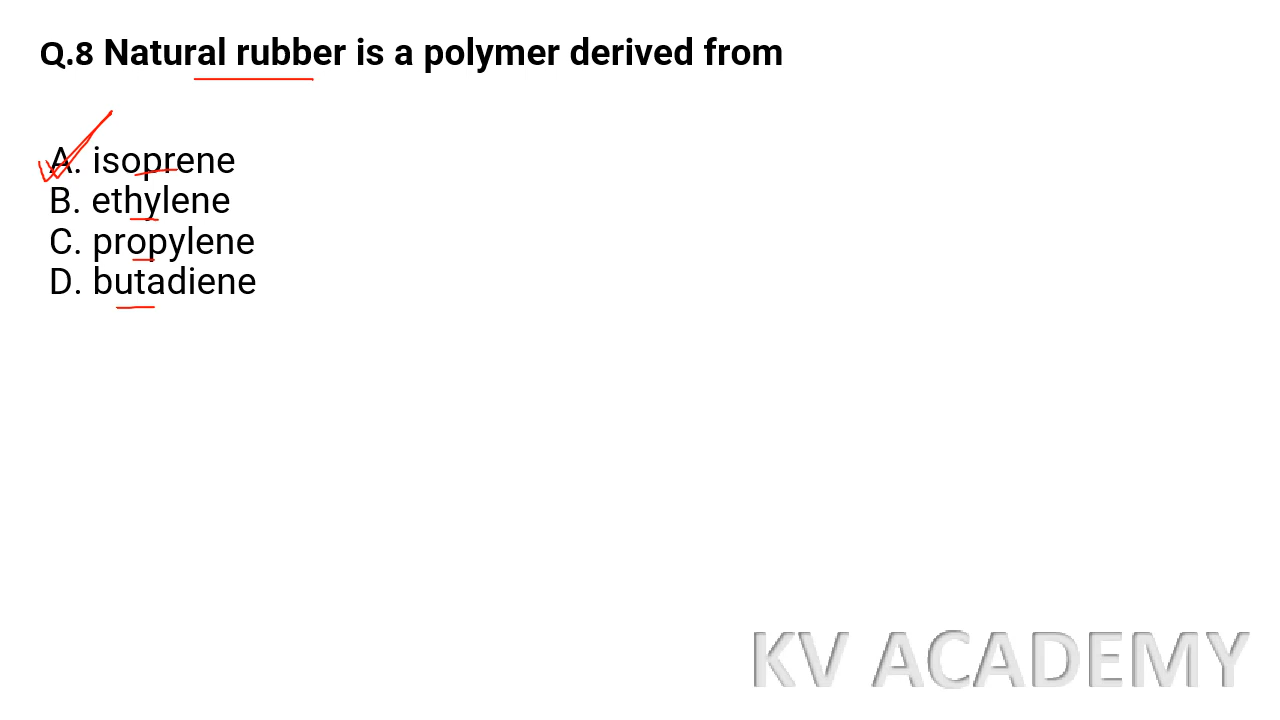 Q.8 Natural rubber is a polymer derived from
A. isoprene
B. ethylene
C. propylene
D. butadiene
KV ACADEMY